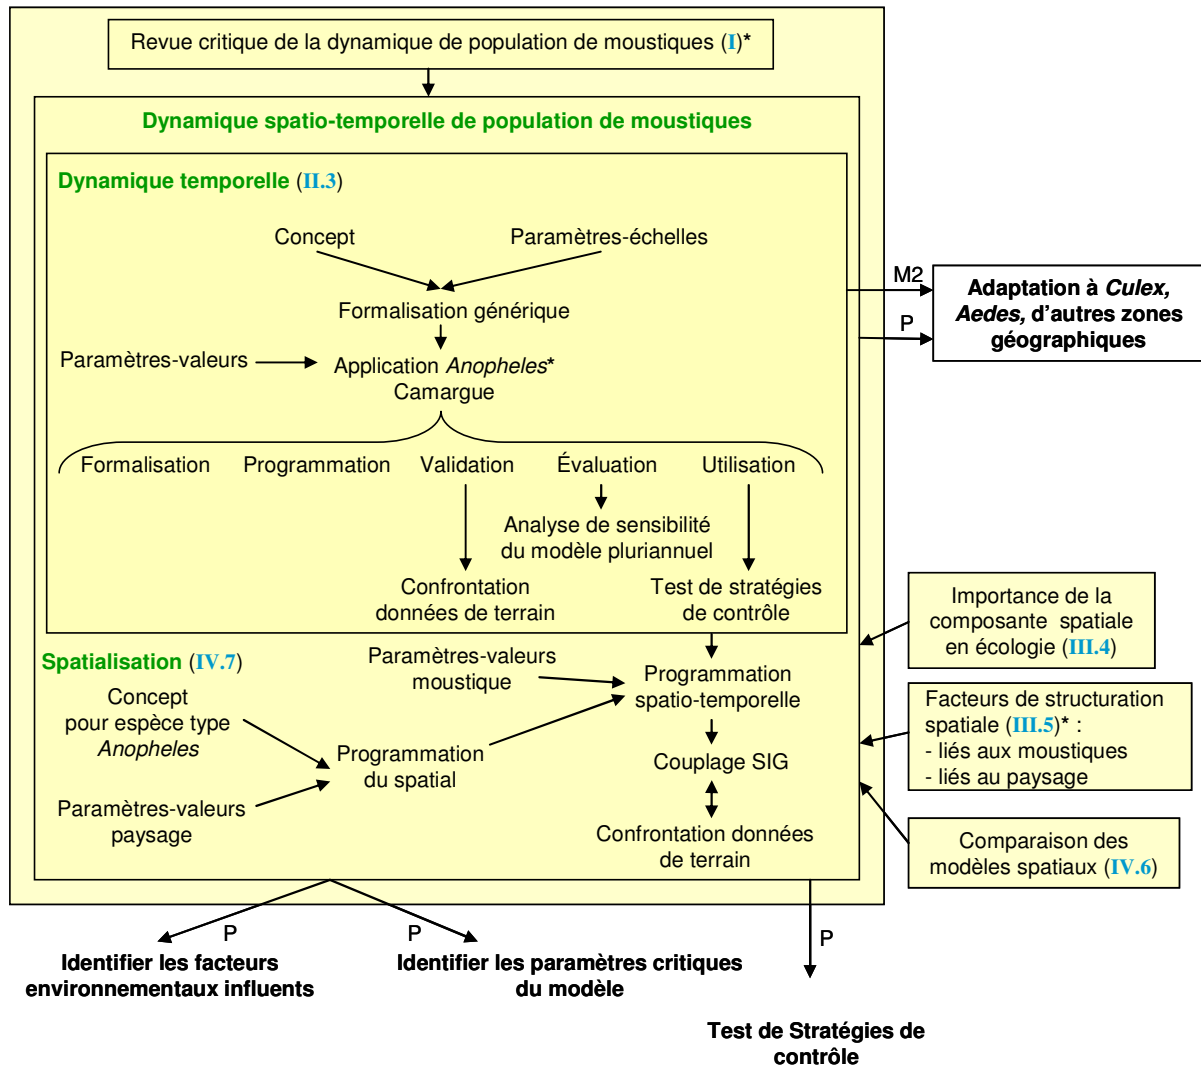 Revue critique de la dynamique de population de moustiques (I)*
Dynamique spatio-temporelle de population de moustiques
Dynamique temporelle (II.3)
Concept
Paramètres-échelles
Formalisation générique
Paramètres-valeurs
Application Anopheles*
Camargue
Formalisation
Programmation
Validation
Évaluation
Utilisation
Analyse de sensibilité
du modèle pluriannuel
Confrontation
données de terrain
Test de stratégies
de contrôle
M2
P
Adaptation à Culex,
Aedes, d'autres zones
géographiques
Spatialisation (IV.7)
Paramètres-valeurs
moustique
Programmation
spatio-temporelle
Concept
pour espèce type
Anopheles
Programmation
du spatial
Couplage SIG
Paramètres-valeurs
paysage
Confrontation données
de terrain
Importance de la
composante spatiale
en écologie (III.4)
Facteurs de structuration
spatiale (III.5)* :
- liés aux moustiques
- liés au paysage
Comparaison des
modèles spatiaux (IV.6)
P
P
P
Identifier les facteurs
environnementaux influents
Identifier les paramètres critiques
du modèle
Test de Stratégies de
contrôle